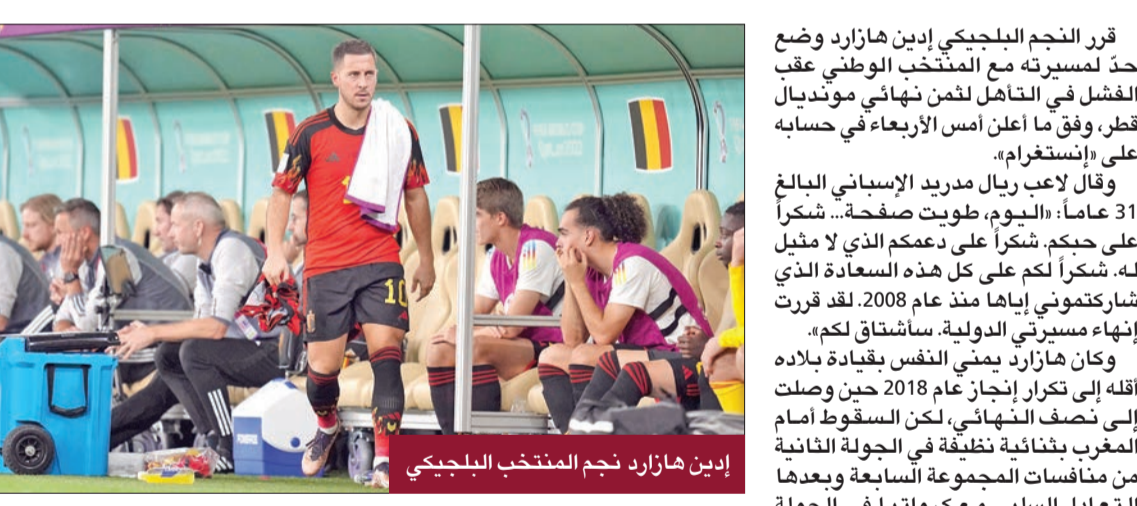 قرر النجم البلجيكي إدين هازارد وضع
حدّ لمسيرته مع المنتخب الوطني عقب
الفشل في التأهل لثمن نهائي مونديال
قطر، وفق ما أعلن أمس الأربعاء في حسابه
على «إنستغرام».
وقال لاعب ريال مدريد الإسباني البالغ
31 عاماً: «اليوم، طويت صفحة... شكراً
على حبكم. شكراً على دعمكم الذي لا مثيل
له. شكراً لكم على كل هذه السعادة الذي
شاركتموني إياها منذ عام 2008. لقد قررت
إنهاء مسيرتي الدولية. سأشتاق لكم».
وكان هازارد يمني النفس بقيادة بلاده
أقله إلى تكرار إنجاز عام 2018 حين وصلت
إلى نصف النهائي، لكن السقوط أمام
المغرب بثنائية نظيفة في الجولة الثانية
من منافسات المجموعة السابعة وبعدها
إدين هازارد نجم المنتخب البلجيكي
10